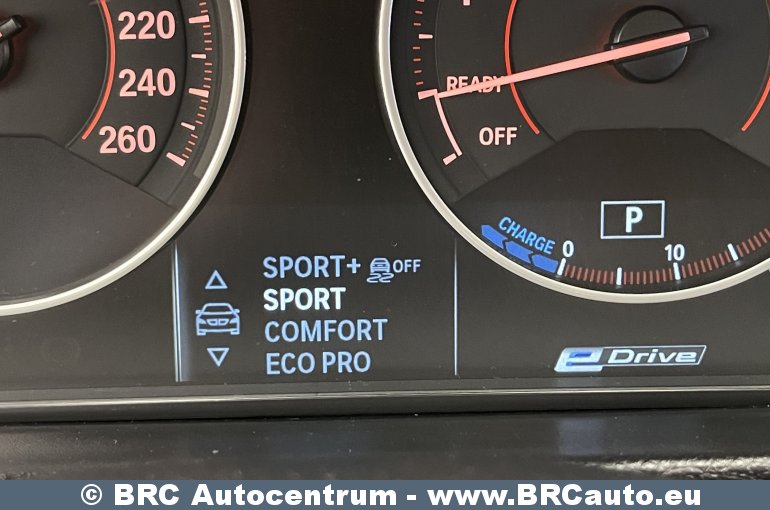 220
240
260
READY
OFF
P
CHARGE
0
10
SPORT+ OFF
SPORT
COMFORT
ECO PRO
eDrive
© BRC Autocentrum - www.BRCauto.eu